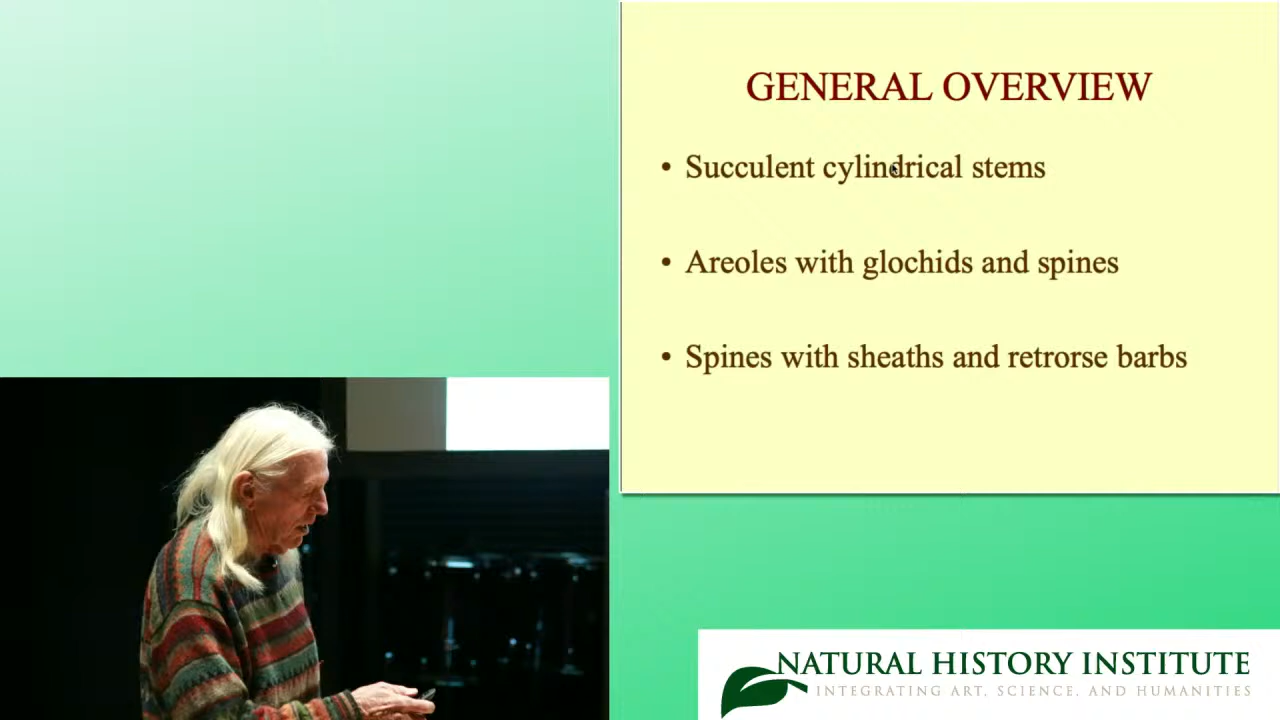 GENERAL OVERVIEW
• Succulent cylindrical stems
• Areoles with glochids and spines
• Spines with sheaths and retrorse barbs
NATURAL HISTORY INSTITUTE
INTEGRATING ART, SCIENCE, AND HUMANITIES